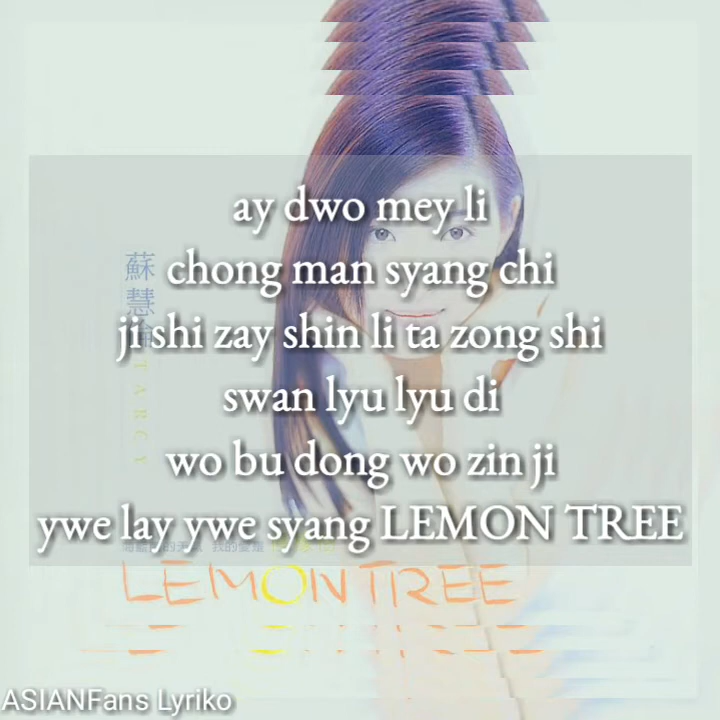 ay dwo mey li
chong man syang chi
ji shi zay shin li ta zong shi
swan lyu lyu di
wo bu dong wo zin ji
ywe lay ywe syang LEMON TREE
蘇慧倫
TARCY
LEMON TREE
ASIANFans Lyriko